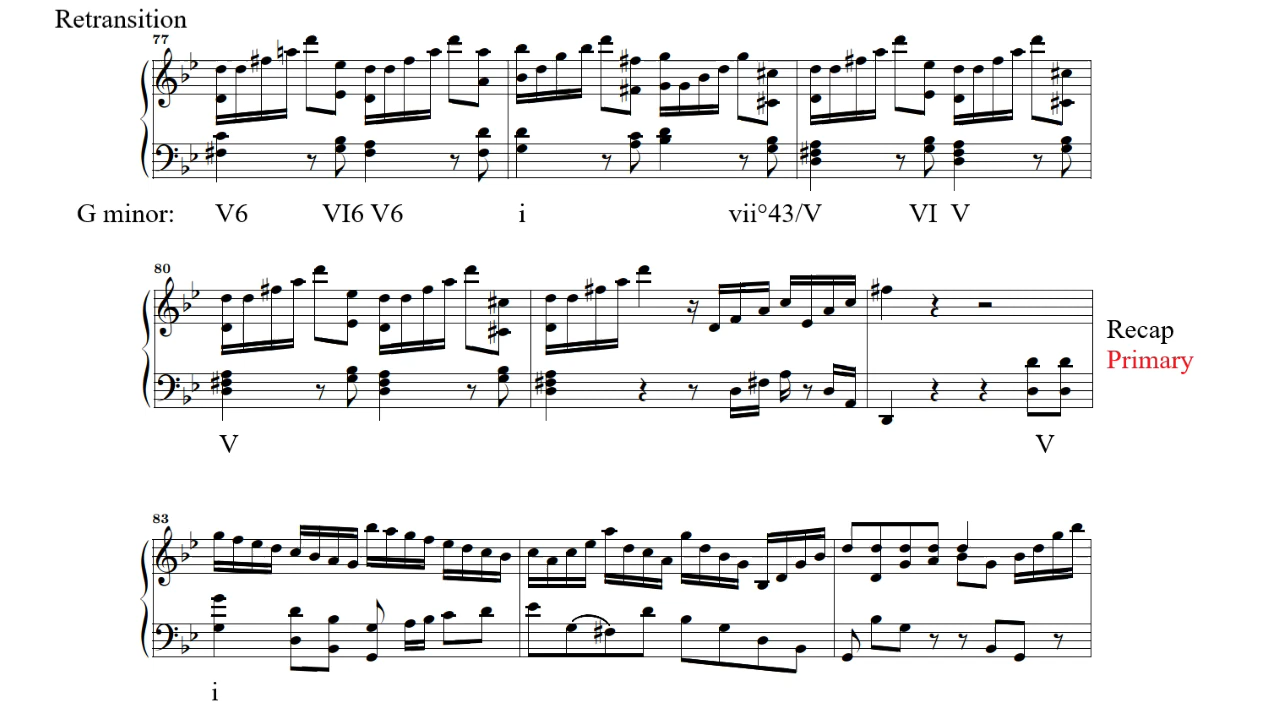 Retransition
77
G minor: V6 VI6 V6 i vii°43/V VI V
80
Recap
Primary
V V
83
i